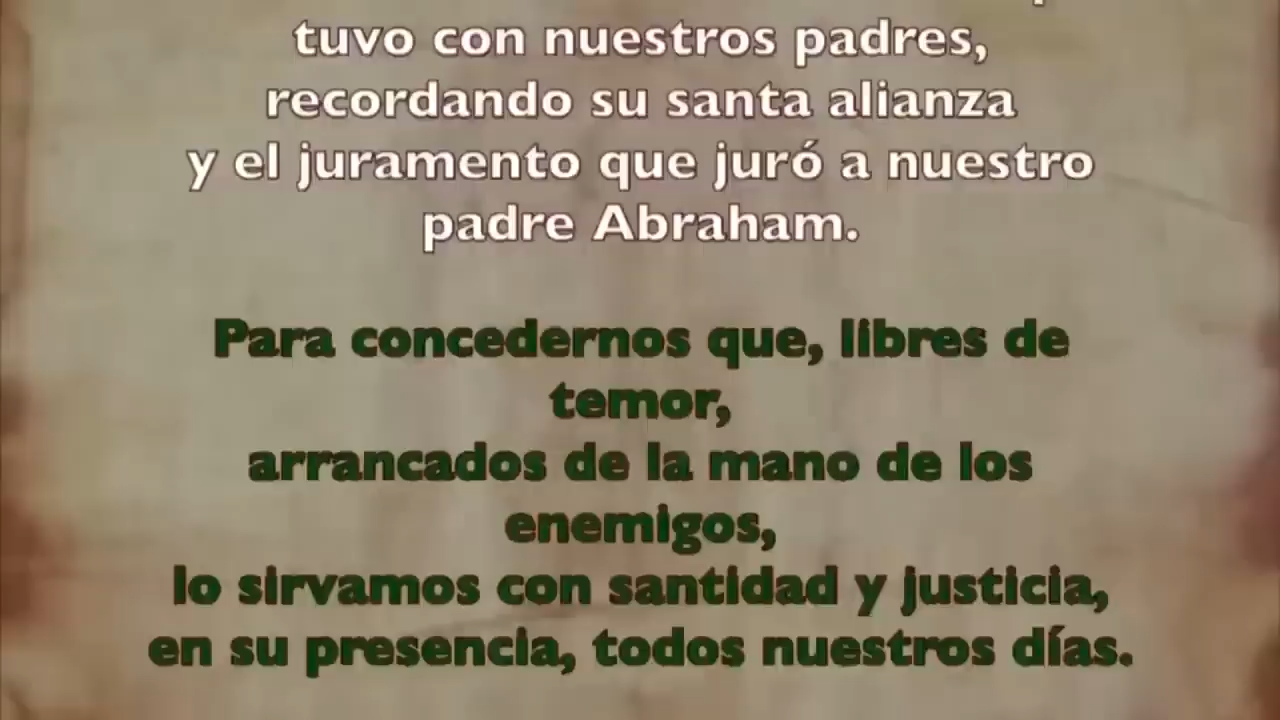 tuvo con nuestros padres,
recordando su santa alianza
y el juramento que juró a nuestro
padre Abraham.
Para concedernos que, libres de
temor,
arrancados de la mano de los
enemigos,
lo sirvamos con santidad y justicia,
en su presencia, todos nuestros días.